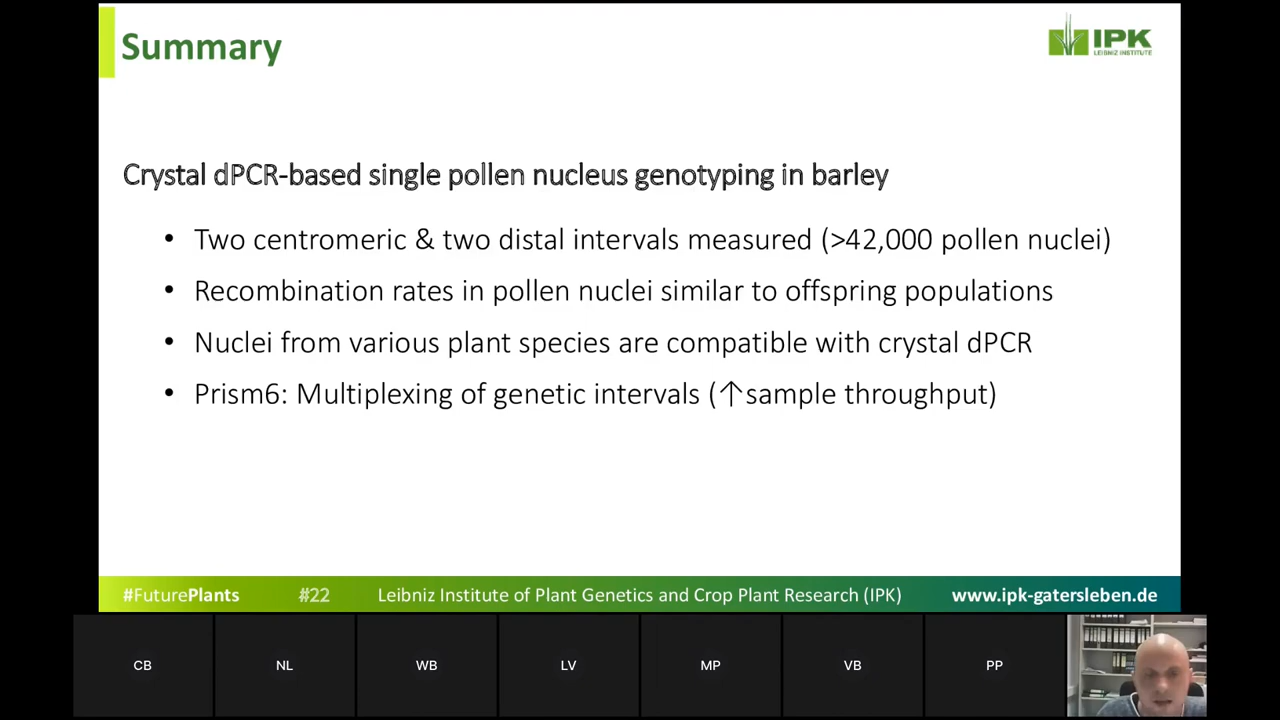 Summary
IPK
LEIBNIZ INSTITUTE
Crystal dPCR-based single pollen nucleus genotyping in barley
• Two centromeric & two distal intervals measured (>42,000 pollen nuclei)
• Recombination rates in pollen nuclei similar to offspring populations
• Nuclei from various plant species are compatible with crystal dPCR
• Prism6: Multiplexing of genetic intervals (↑sample throughput)
#FuturePlants #22 Leibniz Institute of Plant Genetics and Crop Plant Research (IPK) www.ipk-gatersleben.de
CB NL WB LV MP VB PP